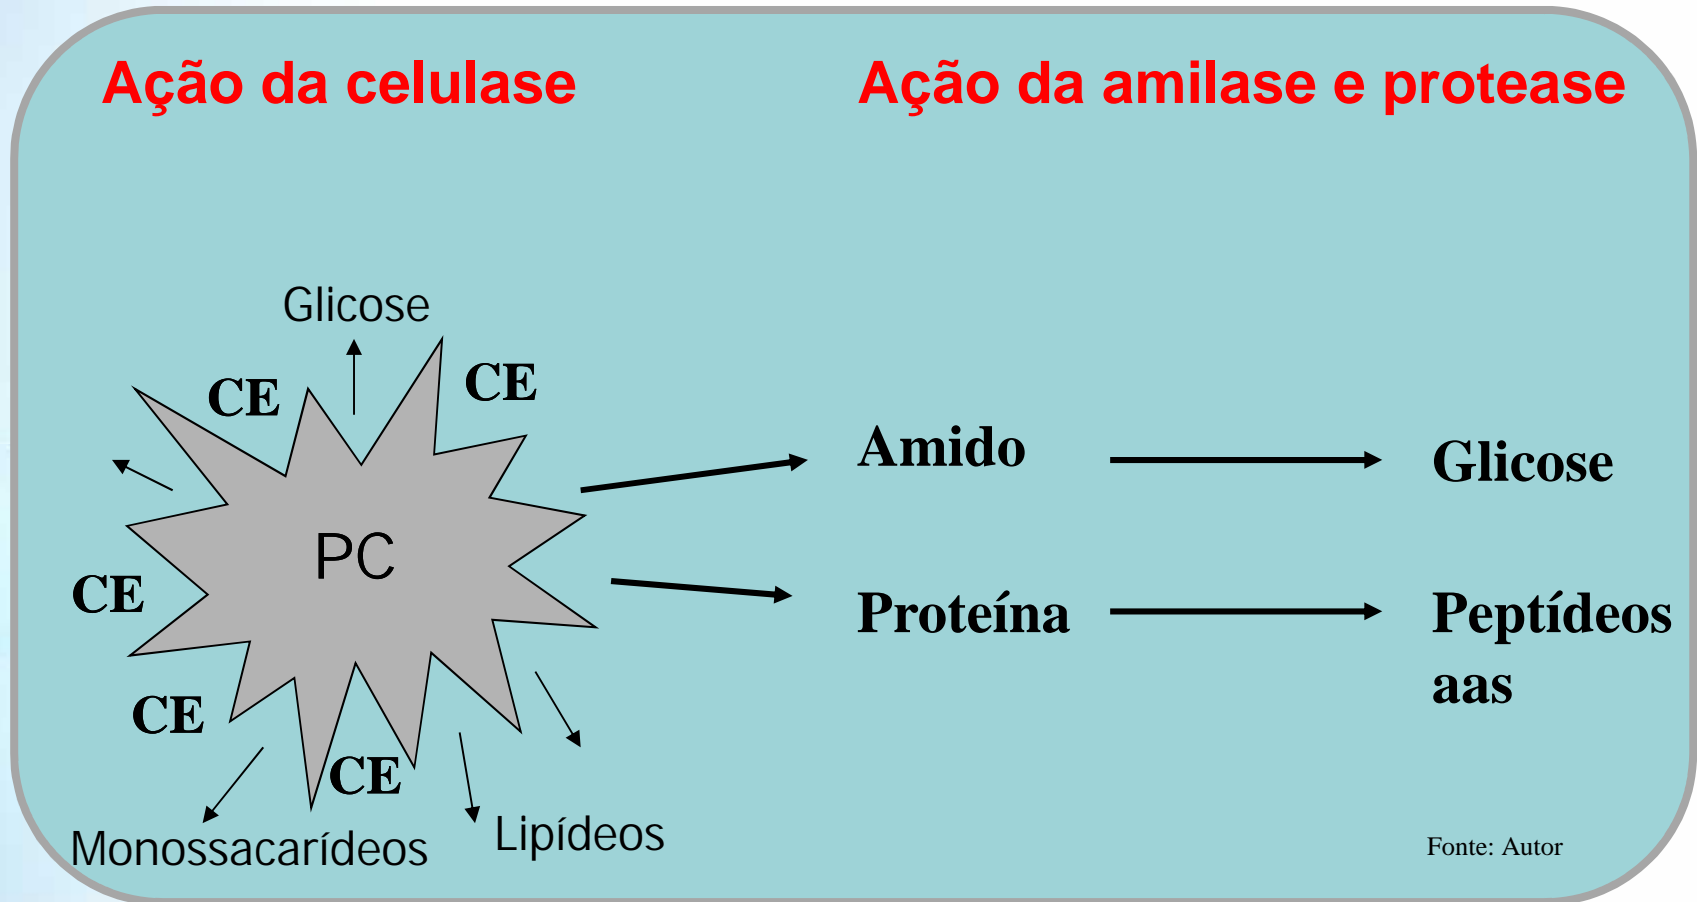 Ação da celulase
Ação da amilase e protease
Glicose
CE
CE
Amido
Glicose
PC
CE
Proteína
Peptídeos
aas
CE
CE
Monossacarídeos
Lipídeos
Fonte: Autor